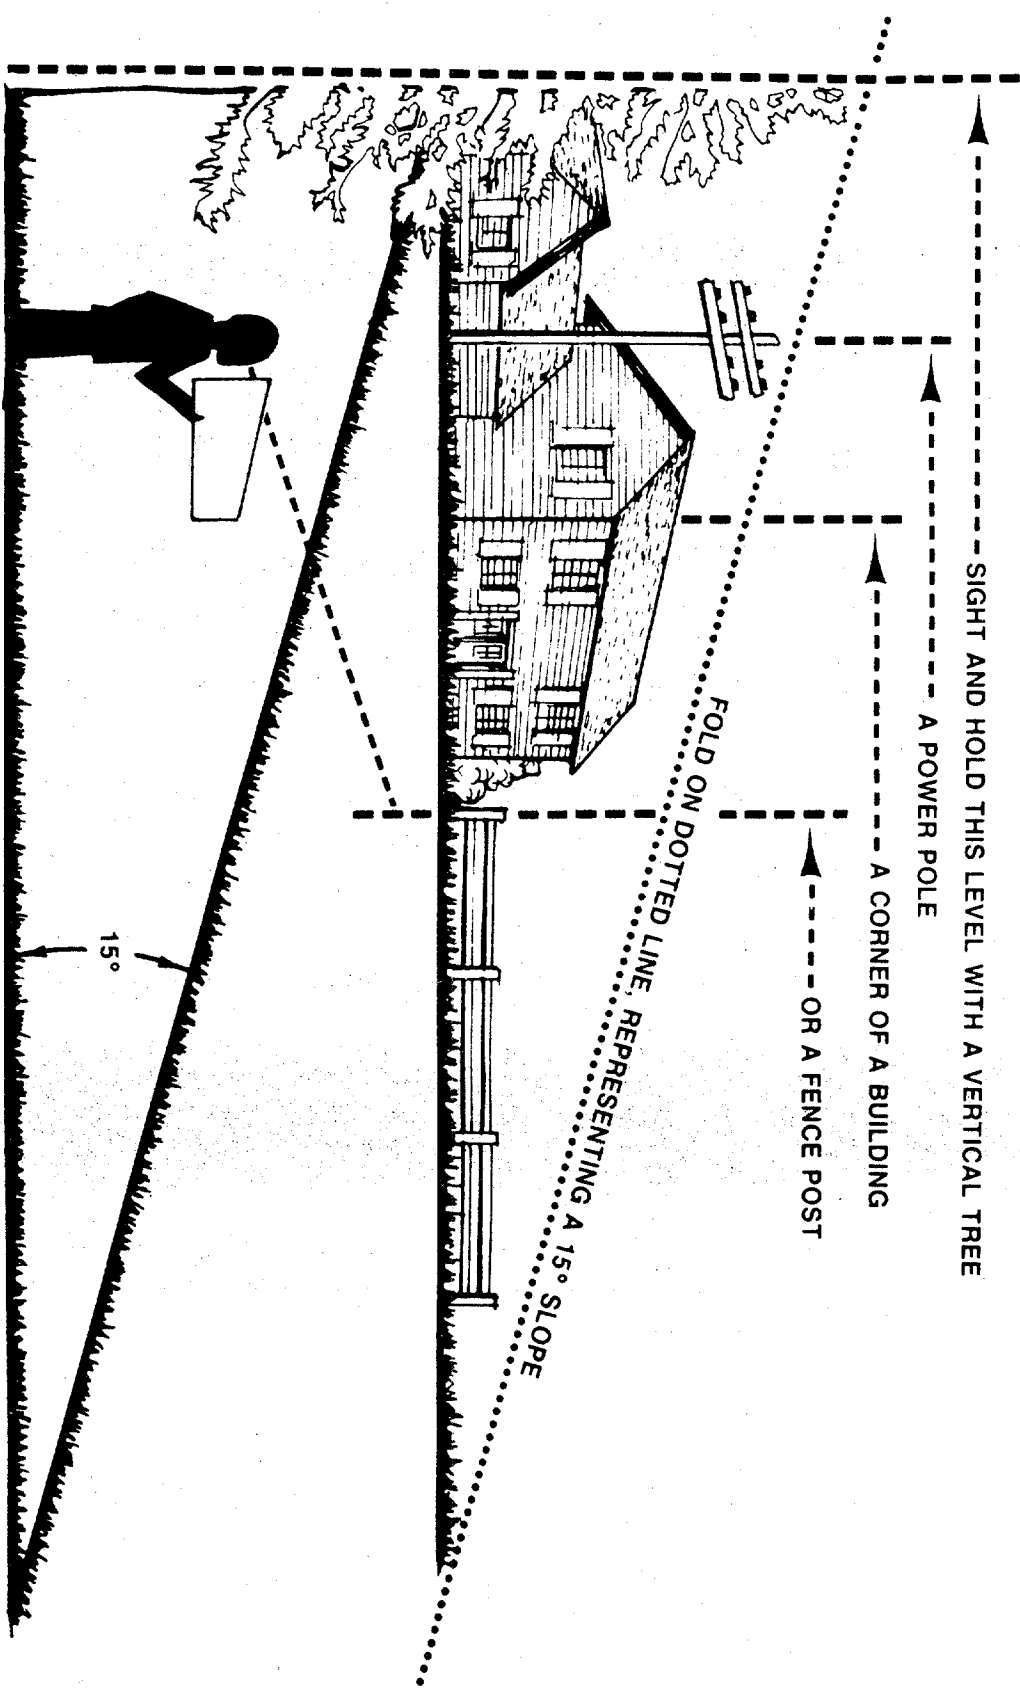 SIGHT AND HOLD THIS LEVEL WITH A VERTICAL TREE
A POWER POLE
A CORNER OF A BUILDING
OR A FENCE POST
FOLD ON DOTTED LINE, REPRESENTING A 15° SLOPE
15°